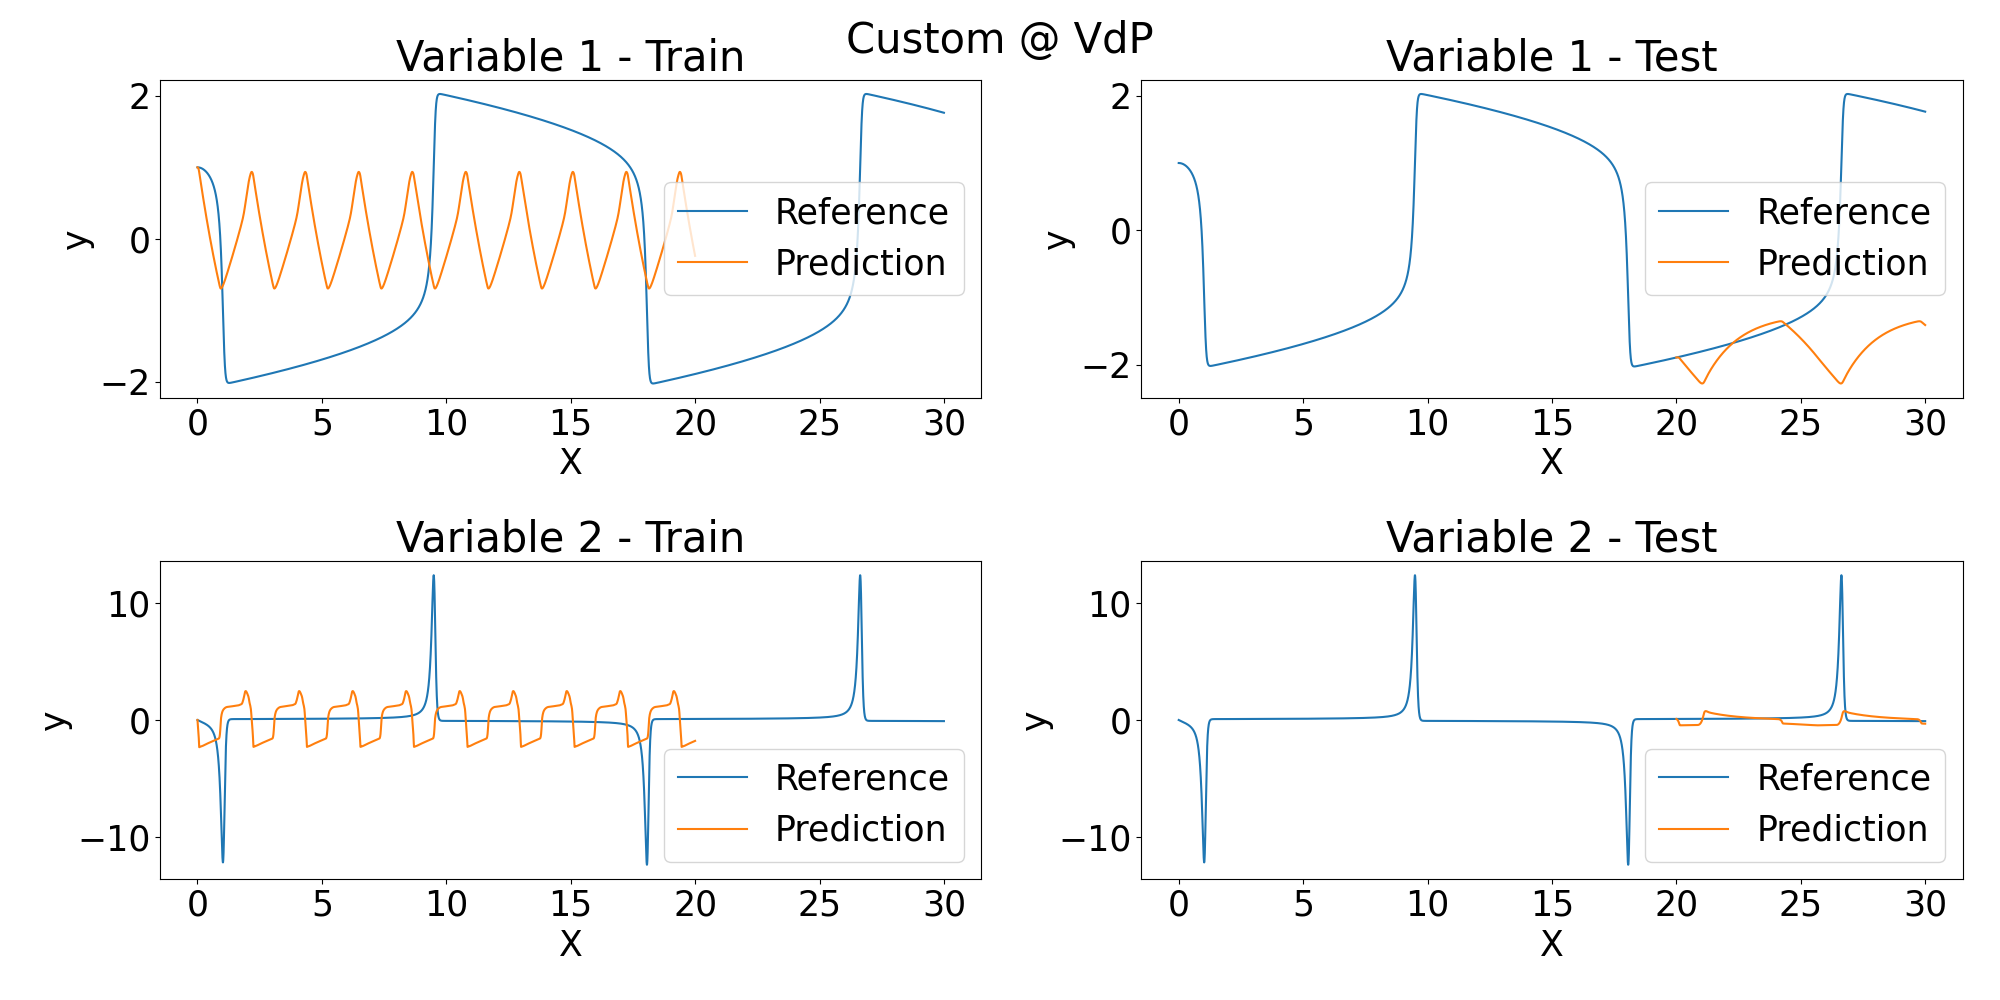 Custom @ VdP
Variable 1 - Train
2
0
−2
y
Reference
Prediction
0 5 10 15 20 25 30
X
Variable 1 - Test
2
0
−2
y
Reference
Prediction
0 5 10 15 20 25 30
X
Variable 2 - Train
10
0
−10
y
Reference
Prediction
0 5 10 15 20 25 30
X
Variable 2 - Test
10
0
−10
y
Reference
Prediction
0 5 10 15 20 25 30
X